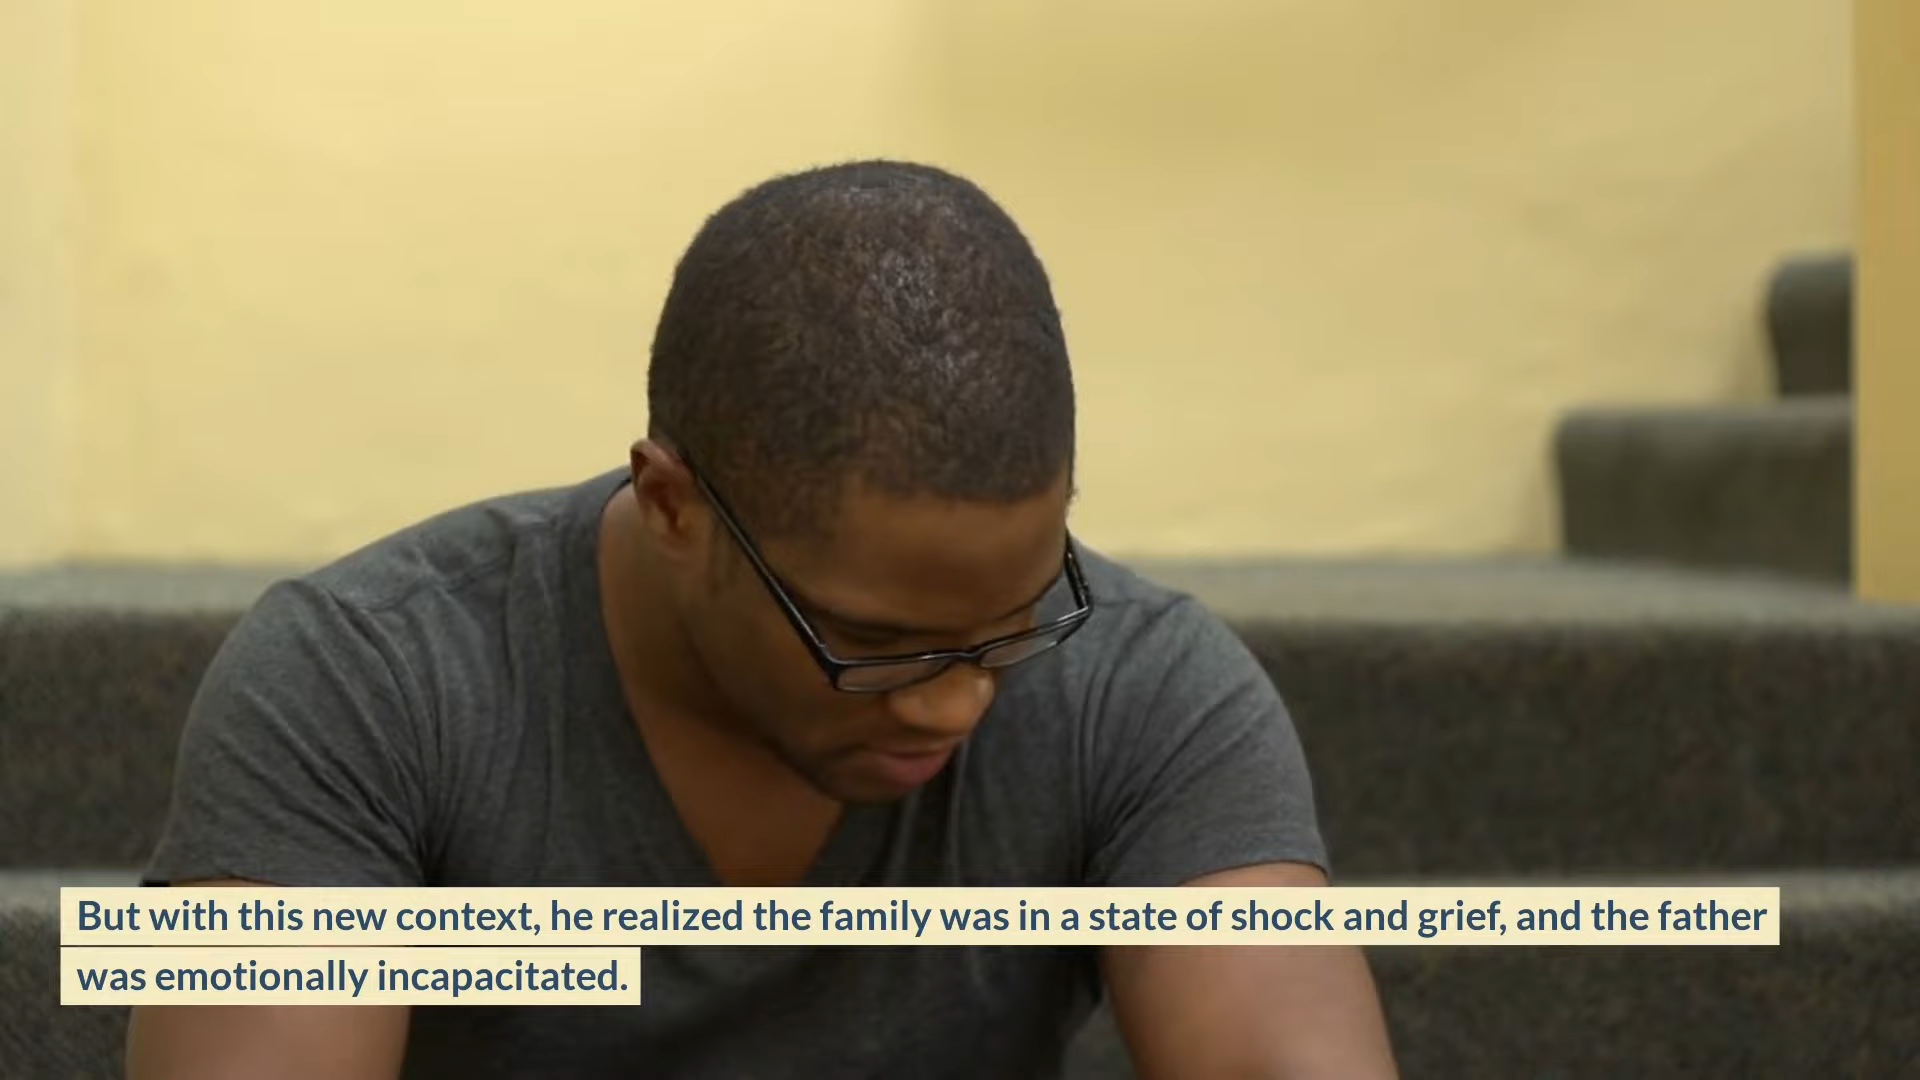 But with this new context, he realized the family was in a state of shock and grief, and the father
was emotionally incapacitated.